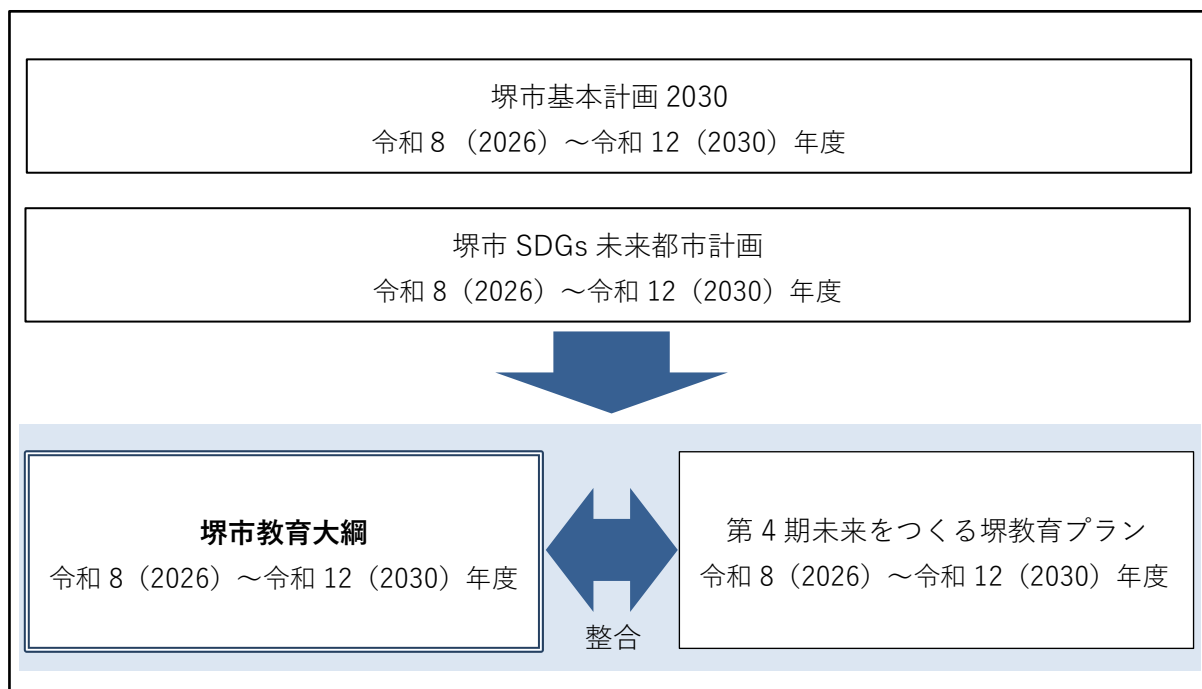 堺市基本計画 2030
令和 8 （2026）～令和 12（2030）年度
堺市 SDGs 未来都市計画
令和 8（2026）～令和 12（2030）年度
堺市教育大綱
令和 8（2026）～令和 12（2030）年度
整合
第 4 期未来をつくる堺教育プラン
令和 8（2026）～令和 12（2030）年度